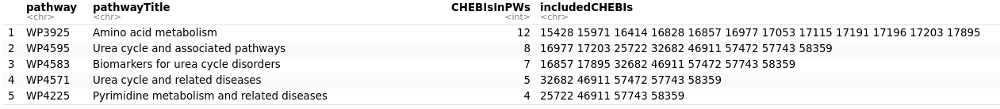 pathway pathwayTitle CHEBIsInPWs includedCHEBIs
<chr> <chr> <int> <chr>
1 WP3925 Amino acid metabolism 12 15428 15971 16414 16828 16857 16977 17053 17115 17191 17196 17203 17895
2 WP4595 Urea cycle and associated pathways 8 16977 17203 25722 32682 46911 57472 57743 58359
3 WP4583 Biomarkers for urea cycle disorders 7 16857 17895 32682 46911 57472 57743 58359
4 WP4571 Urea cycle and related diseases 5 32682 46911 57472 57743 58359
5 WP4225 Pyrimidine metabolism and related diseases 4 25722 46911 57743 58359